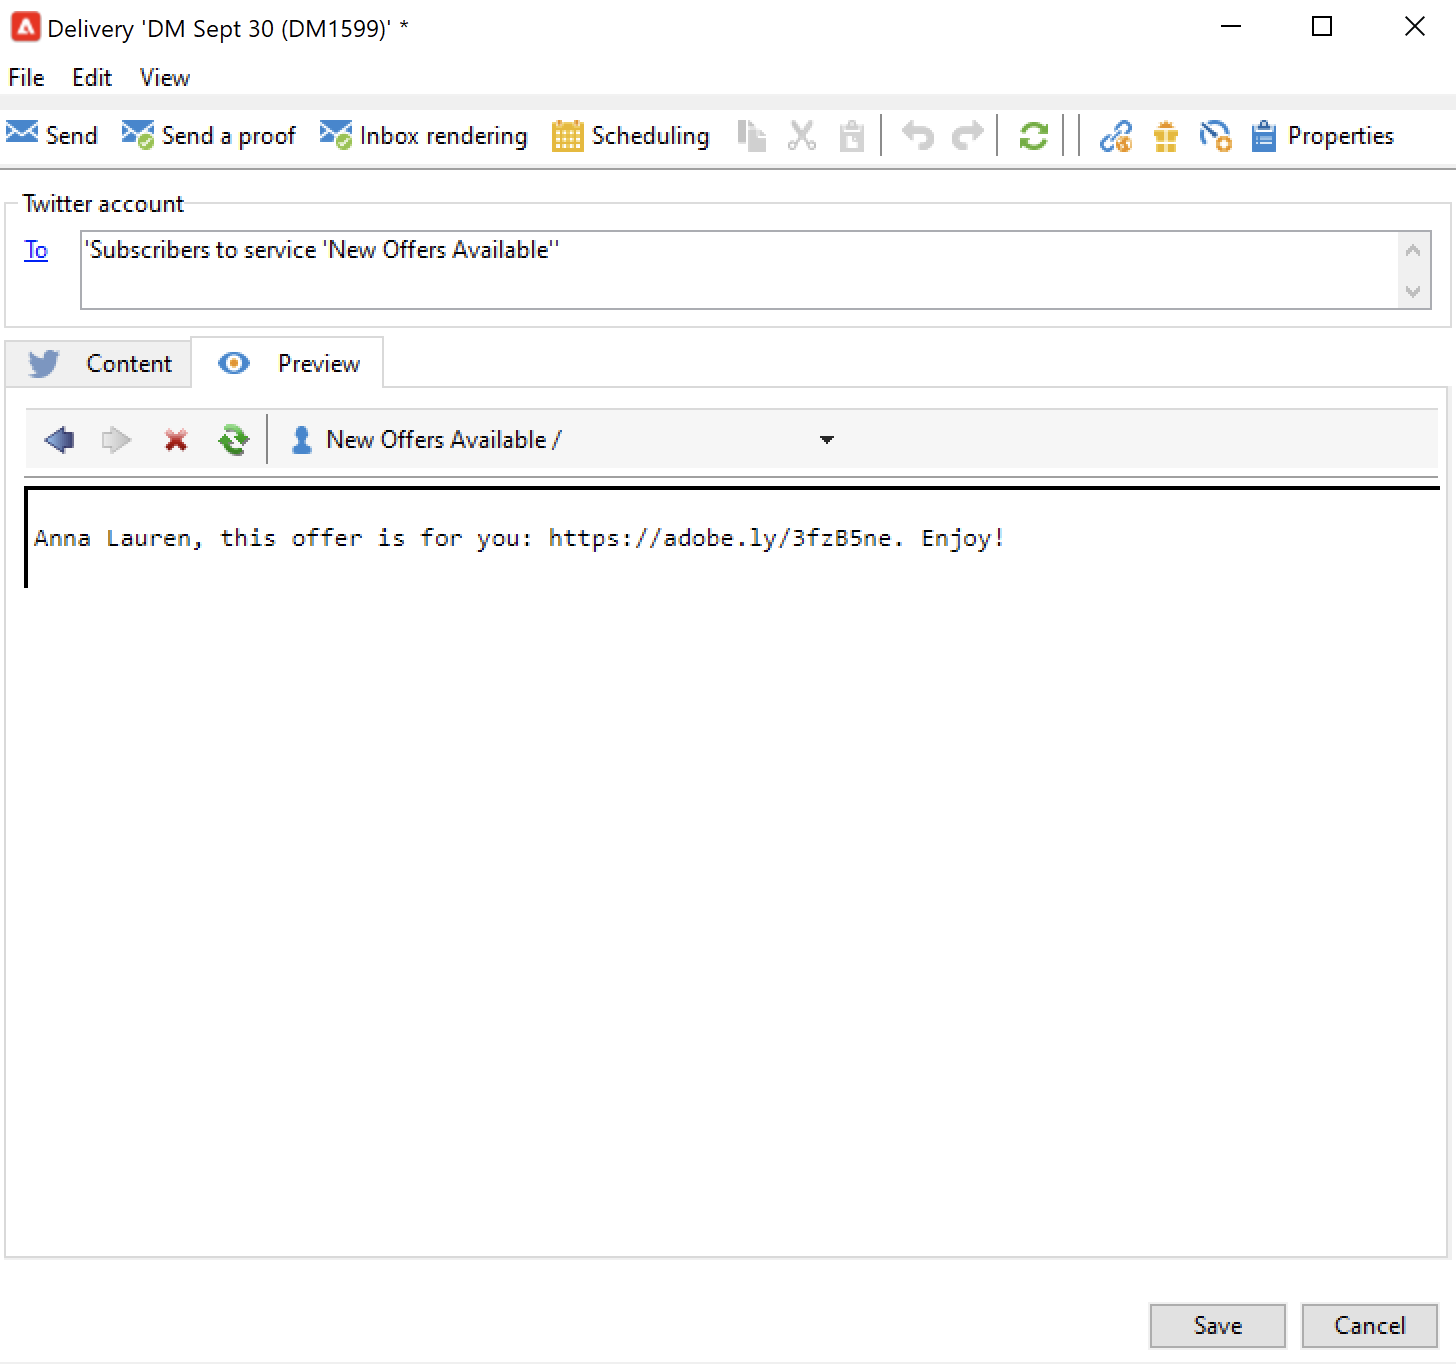 Delivery 'DM Sept 30 (DM1599)' *
File Edit View
Send Send a proof Inbox rendering Scheduling Properties
Twitter account
To 'Subscribers to service 'New Offers Available''
Content Preview
New Offers Available /
Anna Lauren, this offer is for you: https://adobe.ly/3fzB5ne. Enjoy!
Save Cancel